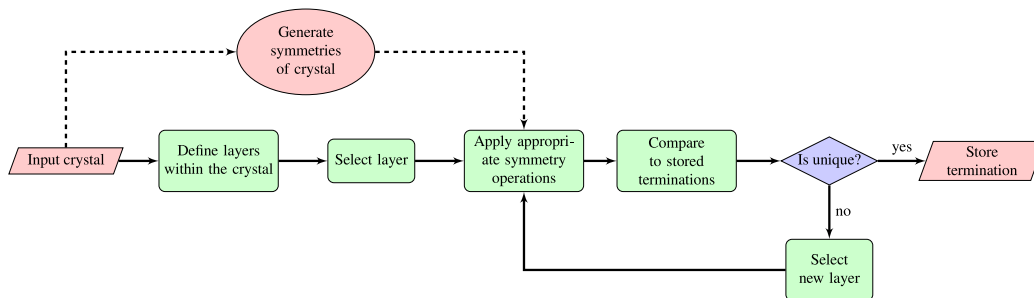 Generate
symmetries
of crystal
Input crystal
Define layers
within the crystal
Select layer
Apply appropri-
ate symmetry
operations
Compare
to stored
terminations
Is unique?
yes
Store
termination
no
Select
new layer